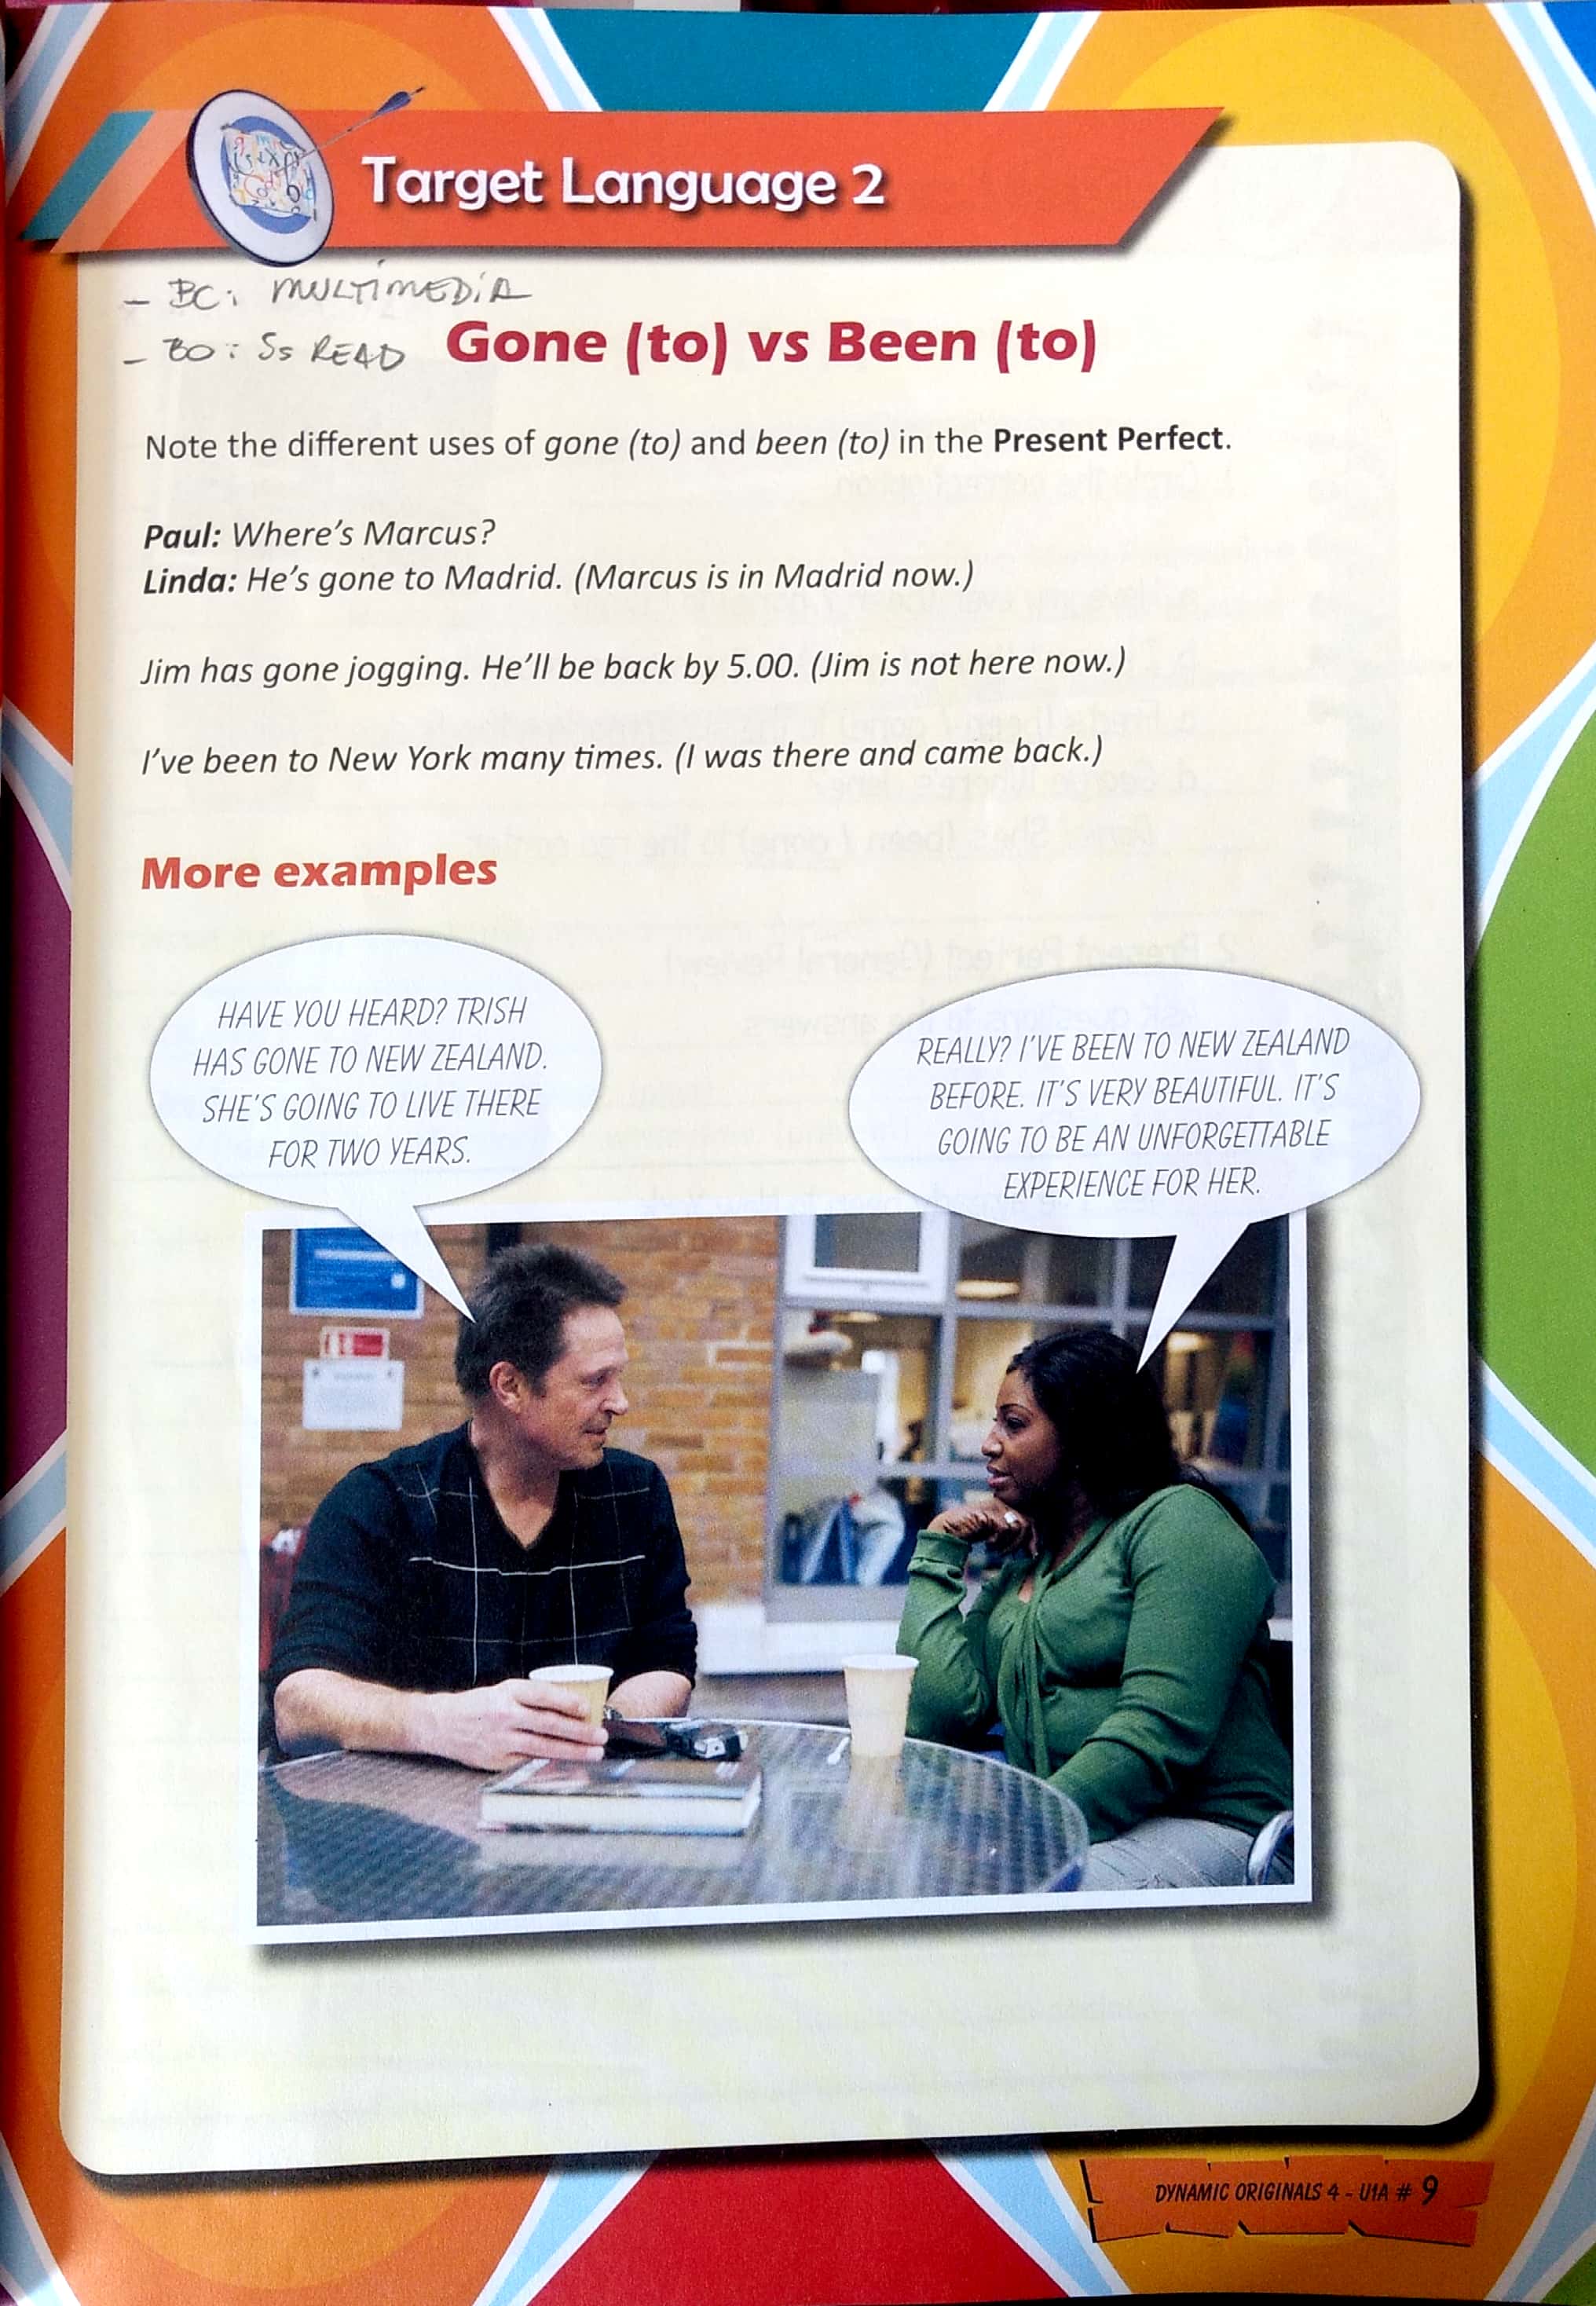 Target Language 2
- BC: MULTIMEDIA
- BO: Ss READ
Gone (to) vs Been (to)
Note the different uses of gone (to) and been (to) in the Present Perfect.
Paul: Where's Marcus?
Linda: He's gone to Madrid. (Marcus is in Madrid now.)
Jim has gone jogging. He'll be back by 5.00. (Jim is not here now.)
I've been to New York many times. (I was there and came back.)
More examples
HAVE YOU HEARD? TRISH
HAS GONE TO NEW ZEALAND.
SHE'S GOING TO LIVE THERE
FOR TWO YEARS.
REALLY? I'VE BEEN TO NEW ZEALAND
BEFORE. IT'S VERY BEAUTIFUL. IT'S
GOING TO BE AN UNFORGETTABLE
EXPERIENCE FOR HER.
DYNAMIC ORIGINALS 4 - U1A # 9